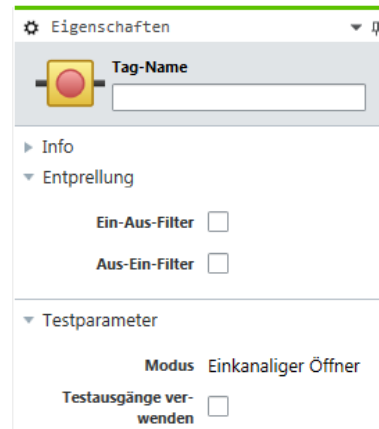 Eigenschaften
Tag-Name
Info
Entprellung
Ein-Aus-Filter
Aus-Ein-Filter
Testparameter
Modus Einkanaliger Öffner
Testausgänge ver-
wenden